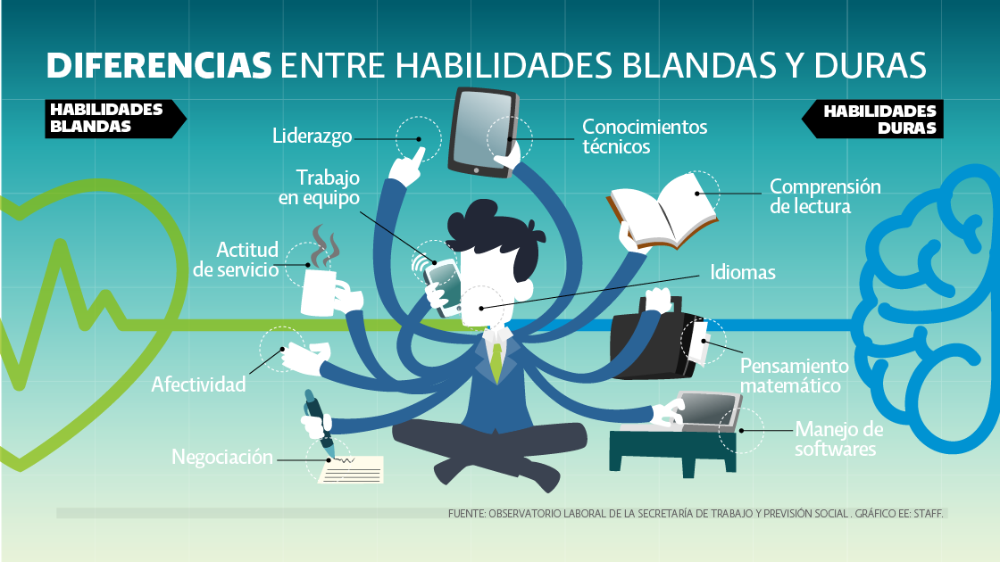 DIFERENCIAS ENTRE HABILIDADES BLANDAS Y DURAS
HABILIDADES
BLANDAS
HABILIDADES
DURAS
Liderazgo
Trabajo
en equipo
Actitud
de servicio
Afectividad
Negociación
Conocimientos
técnicos
Comprensión
de lectura
Idiomas
Pensamiento
matemático
Manejo de
softwares
FUENTE: OBSERVATORIO LABORAL DE LA SECRETARÍA DE TRABAJO Y PREVISIÓN SOCIAL . GRÁFICO EE: STAFF.